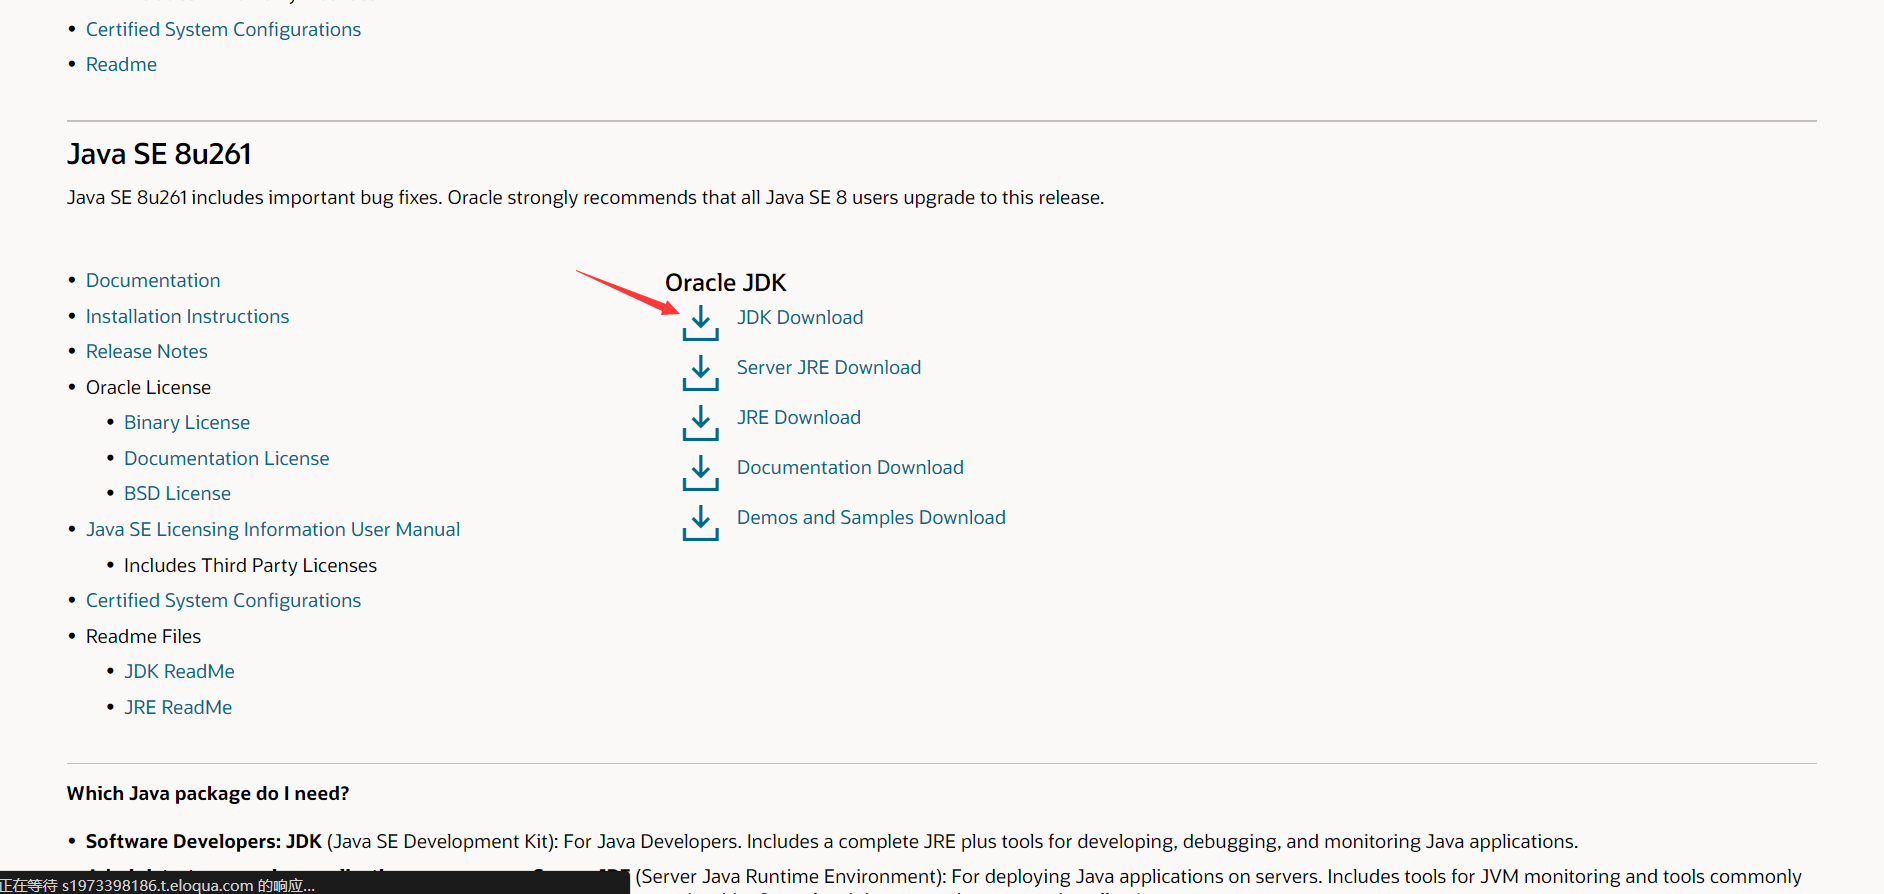 Certified System Configurations
Readme
Java SE 8u261
Java SE 8u261 includes important bug fixes. Oracle strongly recommends that all Java SE 8 users upgrade to this release.
Documentation
Installation Instructions
Release Notes
Oracle License
Binary License
Documentation License
BSD License
Java SE Licensing Information User Manual
Includes Third Party Licenses
Certified System Configurations
Readme Files
JDK ReadMe
JRE ReadMe
Oracle JDK
JDK Download
Server JRE Download
JRE Download
Documentation Download
Demos and Samples Download
Which Java package do I need?
Software Developers: JDK (Java SE Development Kit): For Java Developers. Includes a complete JRE plus tools for developing, debugging, and monitoring Java applications.
(Server Java Runtime Environment): For deploying Java applications on servers. Includes tools for JVM monitoring and tools commonly
正在等待 s1973398186.t.eloqua.com 的响应...